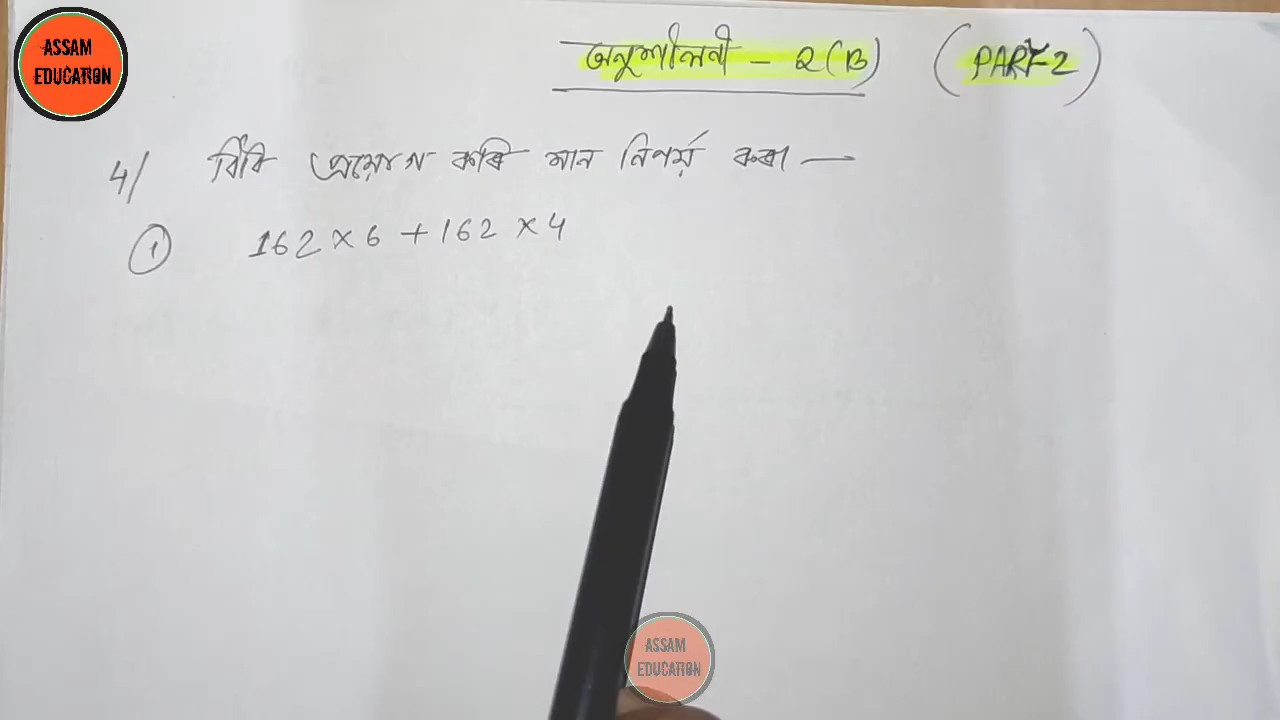 ASSAM
EDUCATION
অনুশীলনী - 2(B) (PART-2)
4/ বিধি প্ৰয়োগ কৰি মান নিৰ্ণয় কৰা —
① 162 × 6 + 162 × 4
ASSAM
EDUCATION